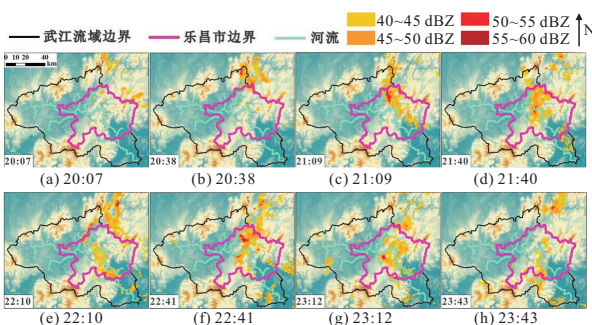 武江流域边界 乐昌市边界 河流 40~45 dBZ 50~55 dBZ N
45~50 dBZ 55~60 dBZ
0 10 20 40
km
20:07 20:38 21:09 21:40
(a) 20:07 (b) 20:38 (c) 21:09 (d) 21:40
22:10 22:41 23:12 23:43
(e) 22:10 (f) 22:41 (g) 23:12 (h) 23:43